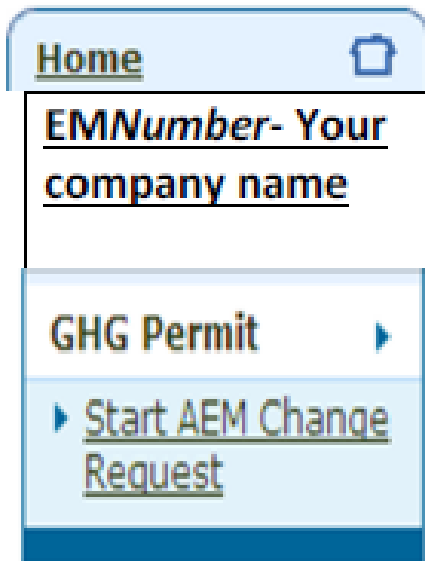 Home
EMNumber- Your
company name
GHG Permit
Start AEM Change
Request